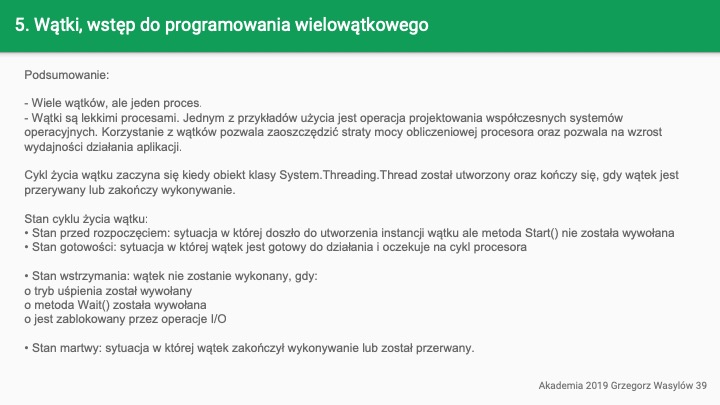 5. Wątki, wstęp do programowania wielowątkowego
Podsumowanie:
- Wiele wątków, ale jeden proces.
- Wątki są lekkimi procesami. Jednym z przykładów użycia jest operacja projektowania współczesnych systemów
operacyjnych. Korzystanie z wątków pozwala zaoszczędzić straty mocy obliczeniowej procesora oraz pozwala na wzrost
wydajności działania aplikacji.
Cykl życia wątku zaczyna się kiedy obiekt klasy System.Threading.Thread został utworzony oraz kończy się, gdy wątek jest
przerywany lub zakończy wykonywanie.
Stan cyklu życia wątku:
• Stan przed rozpoczęciem: sytuacja w której doszło do utworzenia instancji wątku ale metoda Start() nie została wywołana
• Stan gotowości: sytuacja w której wątek jest gotowy do działania i oczekuje na cykl procesora
• Stan wstrzymania: wątek nie zostanie wykonany, gdy:
o tryb uśpienia został wywołany
o metoda Wait() została wywołana
o jest zablokowany przez operacje I/O
• Stan martwy: sytuacja w której wątek zakończył wykonywanie lub został przerwany.
Akademia 2019 Grzegorz Wasylów 39